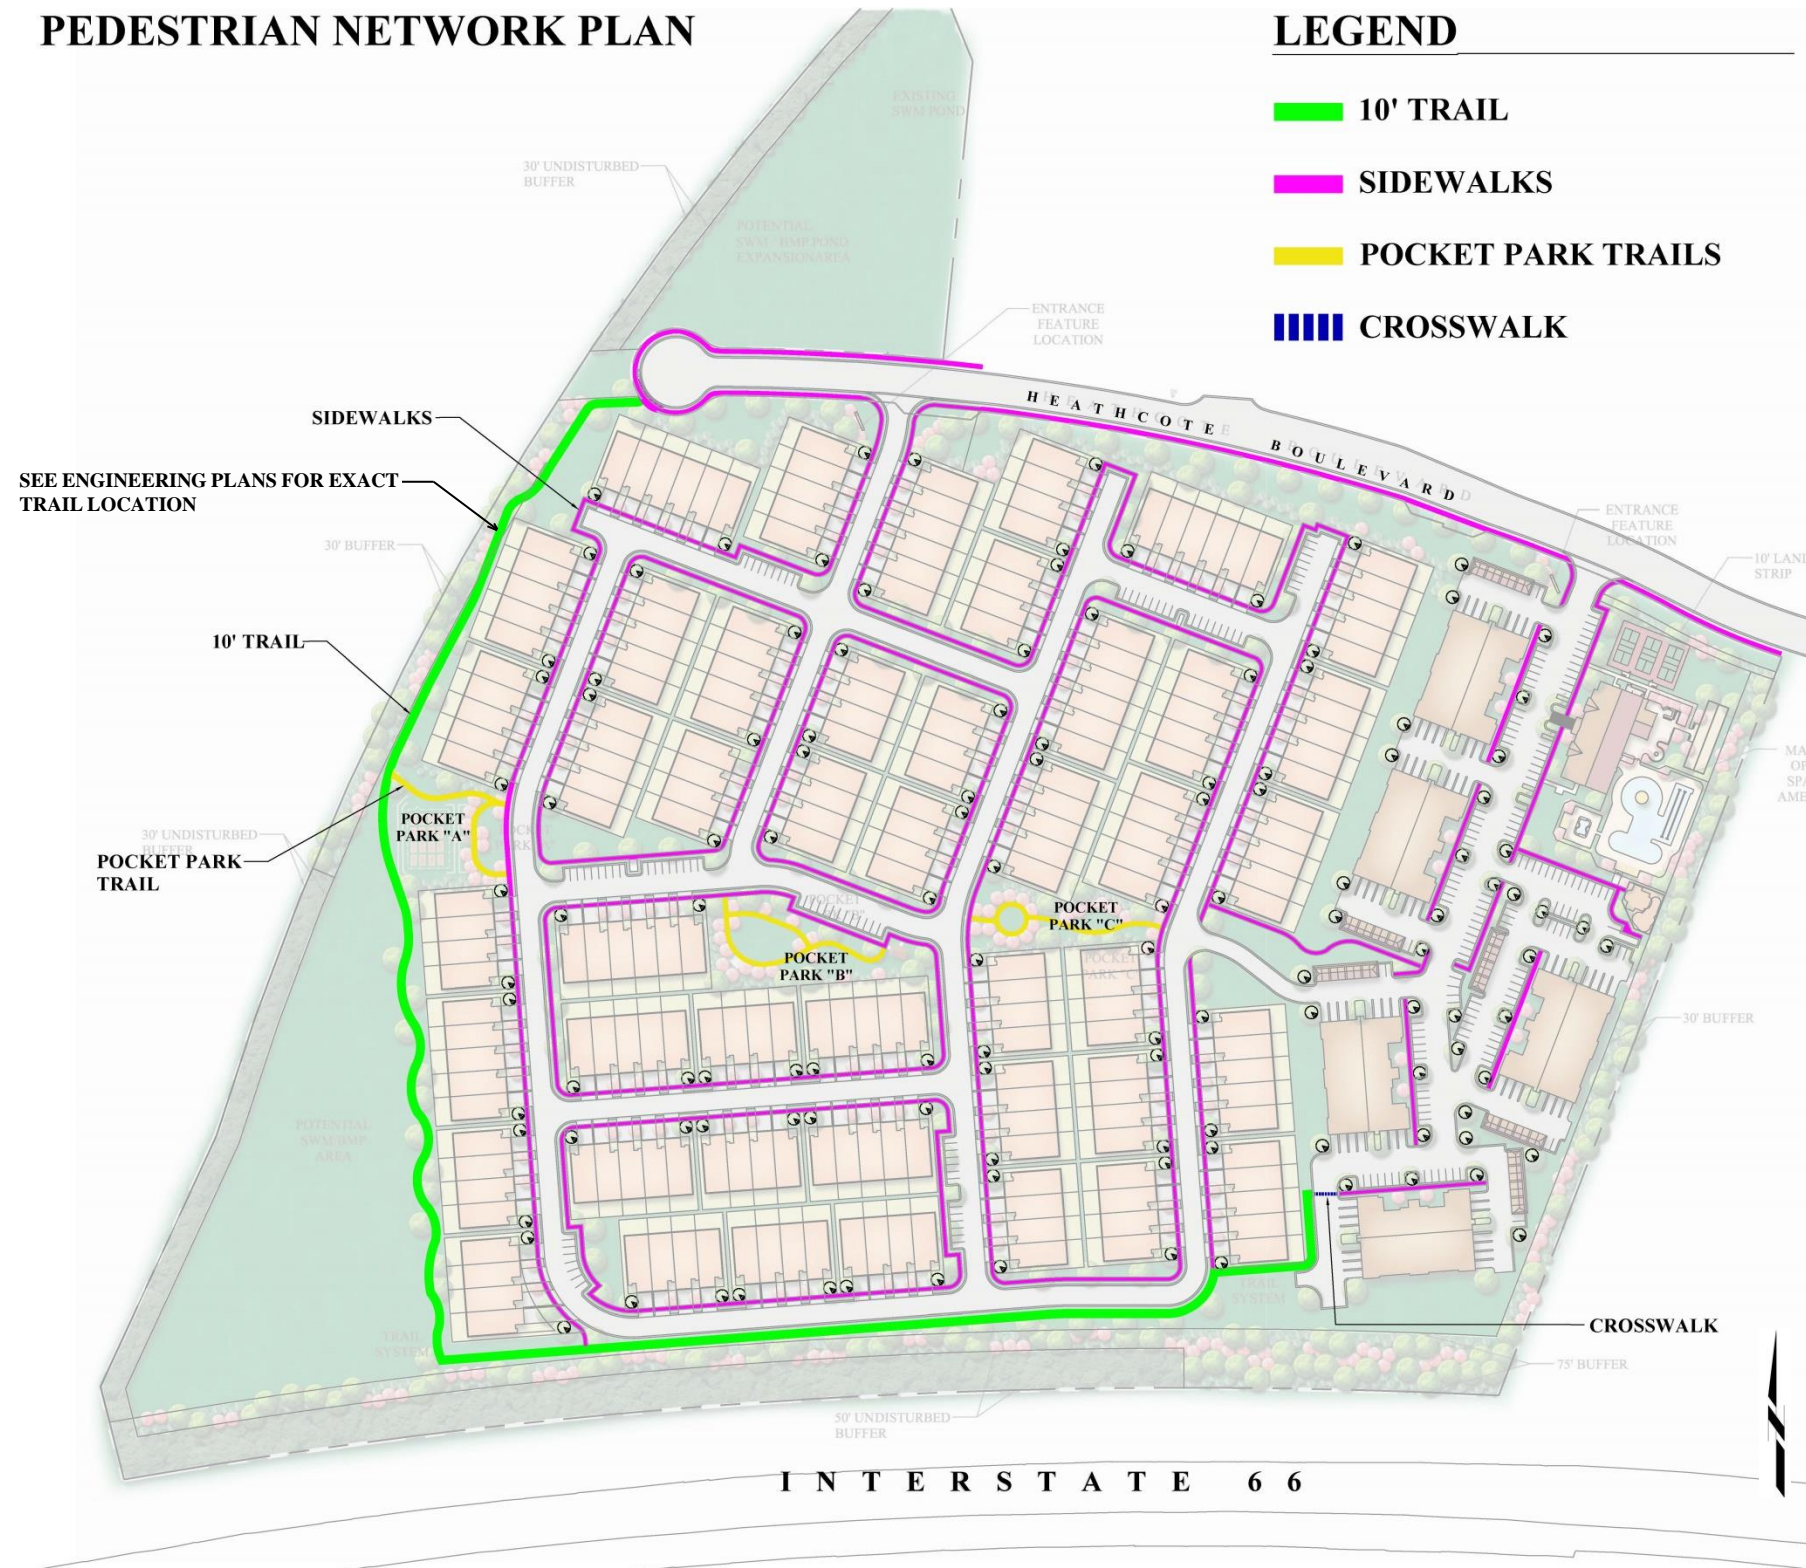 PEDESTRIAN NETWORK PLAN
LEGEND
10' TRAIL
SIDEWALKS
POCKET PARK TRAILS
CROSSWALK
EXISTING
SWM POND
30' UNDISTURBED
BUFFER
POTENTIAL
SWM / BMP POND
EXPANSION AREA
ENTRANCE
FEATURE
LOCATION
HEATHCOTE BOULEVARD
SIDEWALKS
SEE ENGINEERING PLANS FOR EXACT
TRAIL LOCATION
30' BUFFER
ENTRANCE
FEATURE
LOCATION
STRIP
10' TRAIL
POCKET
PARK "A"
30' UNDISTURBED
BUFFER
POCKET PARK
TRAIL
POCKET
PARK "C"
POCKET
PARK "B"
30' BUFFER
POTENTIAL
SWM/BMP
AREA
TRAIL
SYSTEM
TRAIL
SYSTEM
CROSSWALK
75' BUFFER
50' UNDISTURBED
BUFFER
INTERSTATE 66